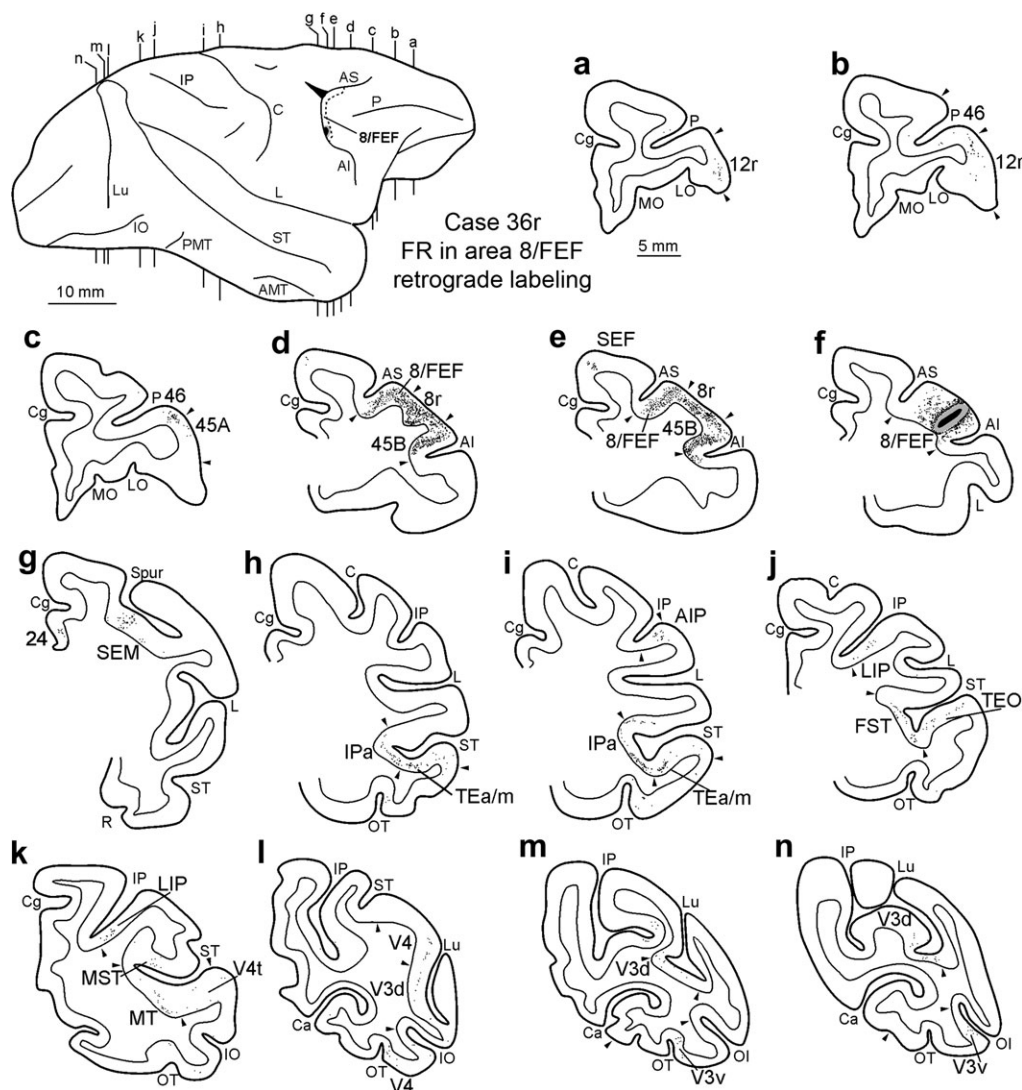 g f e d c b a
n m l k j i h
AS
IP
C
P
8/FEF
AI
Lu
L
IO
ST
PMT
AMT
10 mm
Case 36r
FR in area 8/FEF
retrograde labeling
a
P
Cg
12r
MO
LO
5 mm
b
P 46
Cg
12r
MO
LO
c
P 46
Cg
45A
MO
LO
d
8/FEF
AS
8r
Cg
45B
AI
e
SEF
AS
8r
Cg
8/FEF
45B
AI
f
AS
Cg
AI
8/FEF
L
g
Spur
Cg
24
SEM
L
ST
R
h
C
Cg
IP
L
IPa
ST
TEa/m
OT
i
C
IP
AIP
Cg
L
IPa
ST
TEa/m
OT
j
C
IP
Cg
LIP
L
ST
FST
TEO
OT
k
IP
LIP
Cg
MST
ST
V4t
MT
IO
OT
l
IP
ST
V4
Lu
V3d
Ca
IO
OT
V4
m
IP
Lu
V3d
Ca
OT
OI
V3v
n
IP
Lu
V3d
Ca
OT
OI
V3v